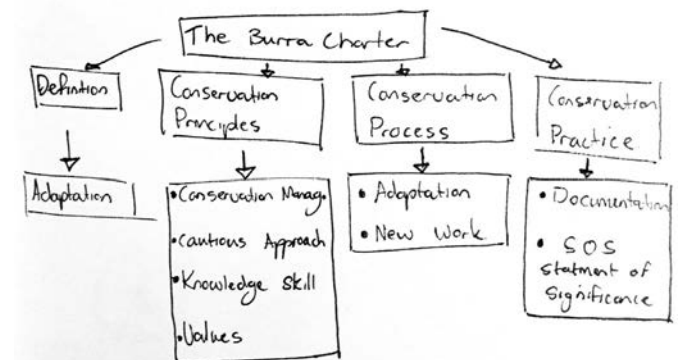 The Burra Charter
Defintion
Adaptation
Conservation
Principles
• Conservation Manag.
• Cautious Approach
• Knowledge Skill
• Values
Conservation
Process
• Adaptation
• New Work
Conservation
Practice
• Documentation
• SOS
statment of
significance